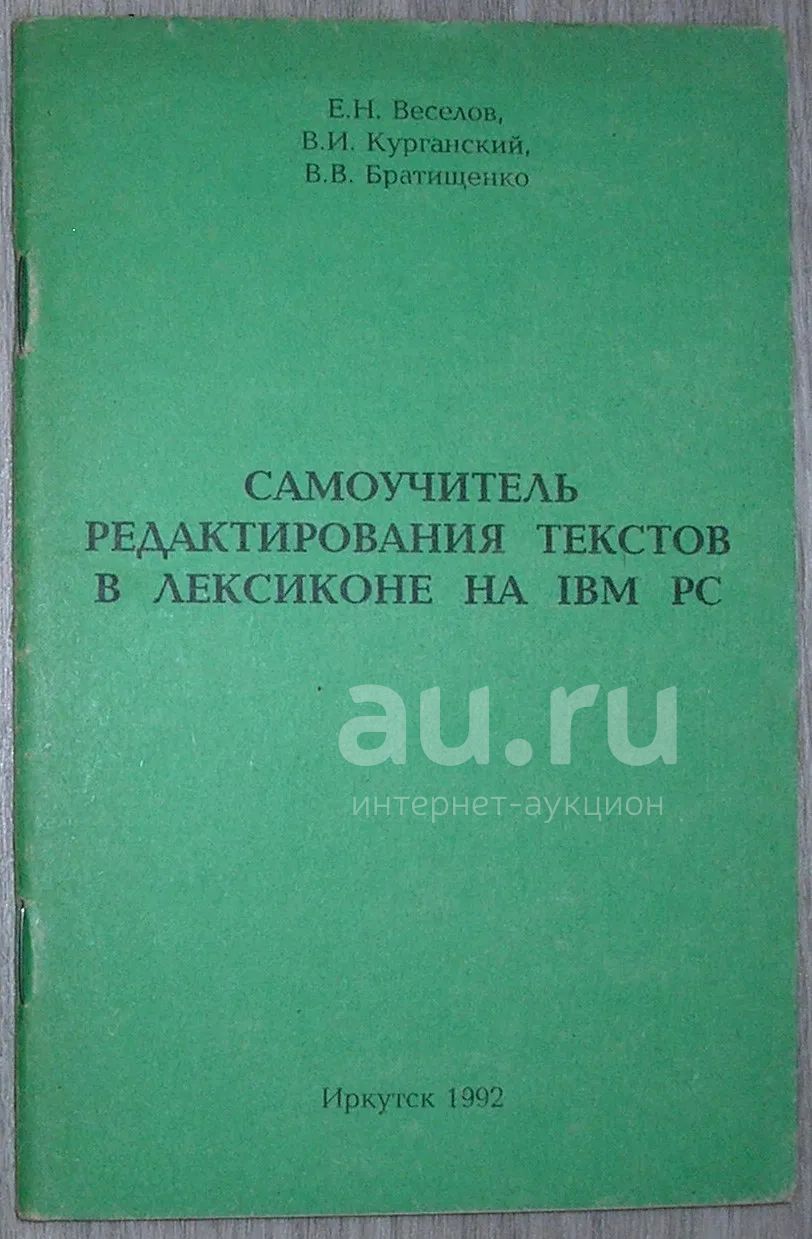 Е.Н. Веселов,
В.И. Курганский,
В.В. Братищенко
САМОУЧИТЕЛЬ
РЕДАКТИРОВАНИЯ ТЕКСТОВ
В ЛЕКСИКОНЕ НА IBM PC
au.ru
интернет-аукцион
Иркутск 1992